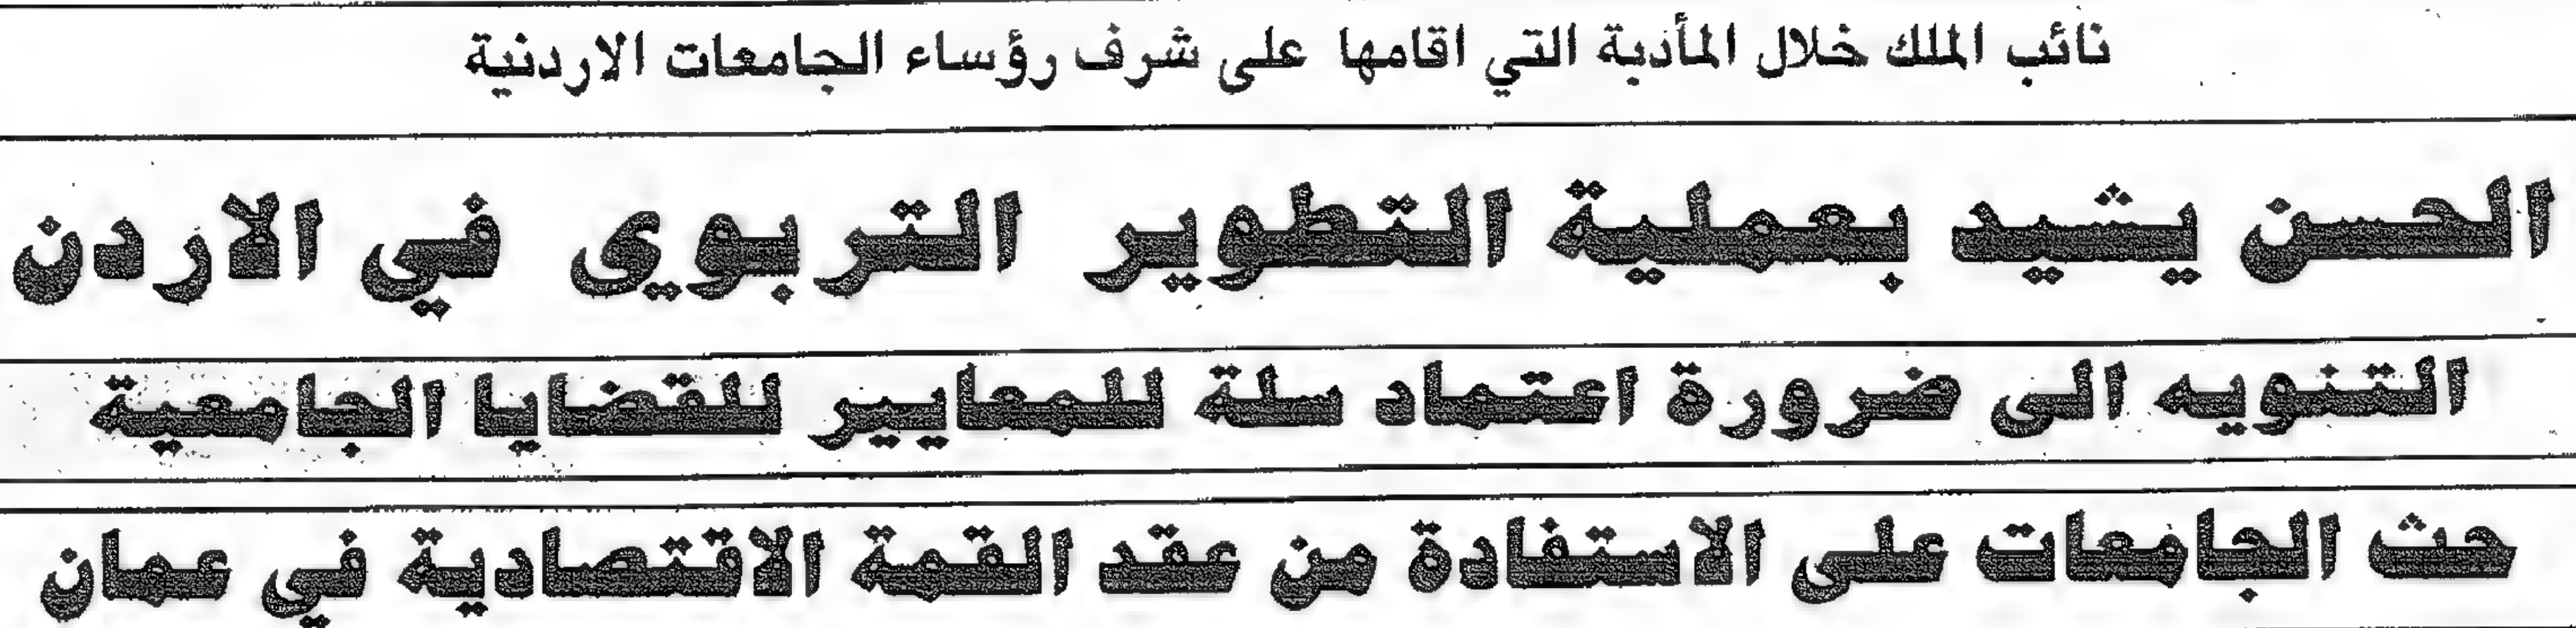 نائب الملك خلال المأدبة التي اقامها على شرف رؤساء الجامعات الاردنية
الحسن يشيد بعملية التطوير التربوي في الاردن
التنويه الى ضرورة اعتماد سلة للمعايير للقضايا الجامعية
حث الجامعات على الاستفادة من عقد القمة الاقتصادية في عمان